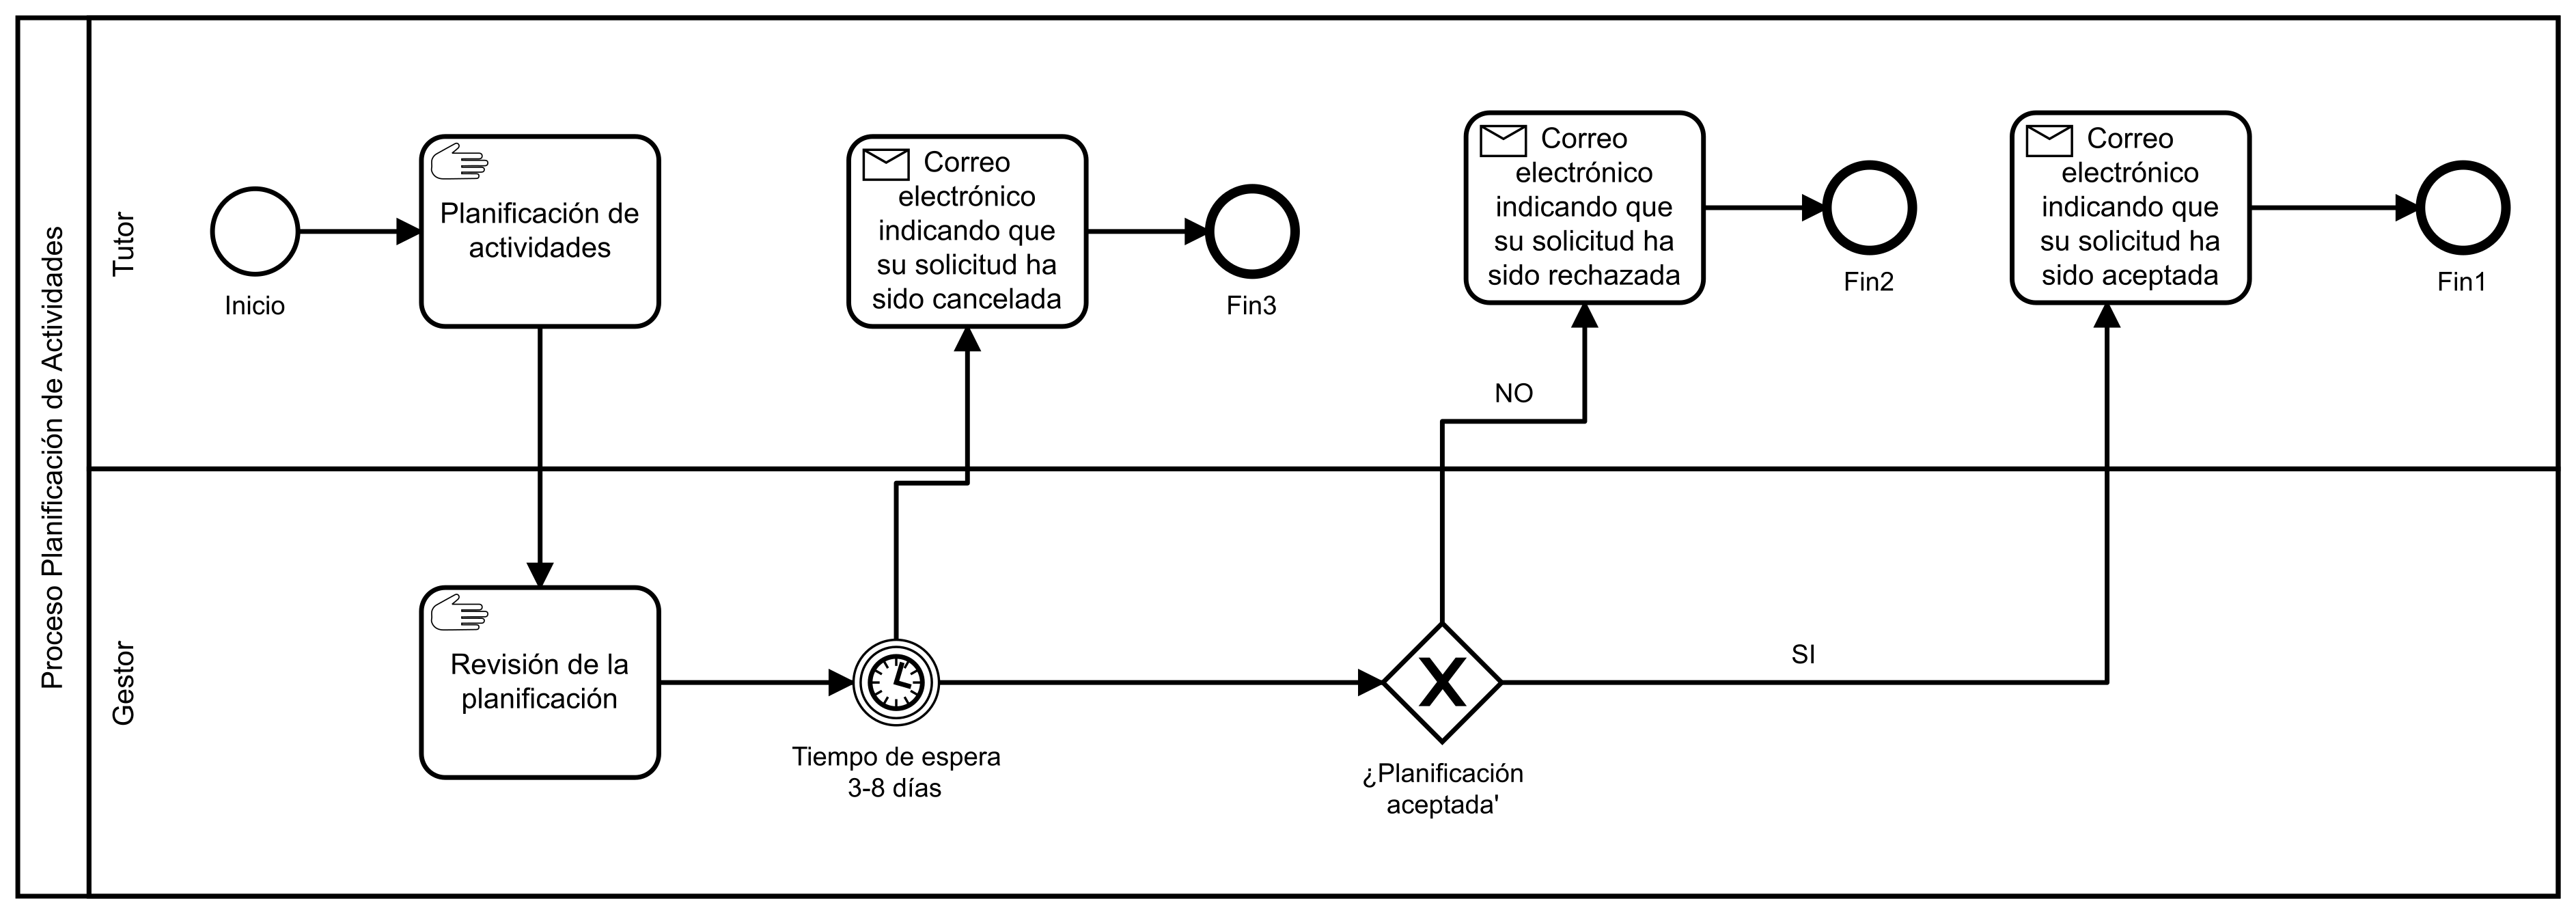 Proceso Planificación de Actividades
Tutor
Inicio
Planificación de
actividades
Correo
electrónico
indicando que
su solicitud ha
sido cancelada
Fin3
Correo
electrónico
indicando que
su solicitud ha
sido rechazada
Fin2
Correo
electrónico
indicando que
su solicitud ha
sido aceptada
Fin1
NO
Gestor
Revisión de la
planificación
Tiempo de espera
3-8 días
X
¿Planificación
aceptada'
SI